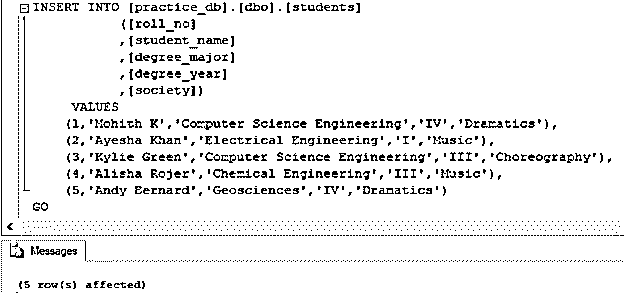 INSERT INTO [practice_db].[dbo].[students]
([roll_no]
,[student_name]
,[degree_major]
,[degree_year]
,[society])
VALUES
(1,'Mohith K','Computer Science Engineering','IV','Dramatics'),
(2,'Ayesha Khan','Electrical Engineering','I','Music'),
(3,'Kylie Green','Computer Science Engineering','III','Choreography'),
(4,'Alisha Rojer','Chemical Engineering','III','Music'),
(5,'Andy Bernard','Geosciences','IV','Dramatics')
GO
Messages
(5 row(s) affected)